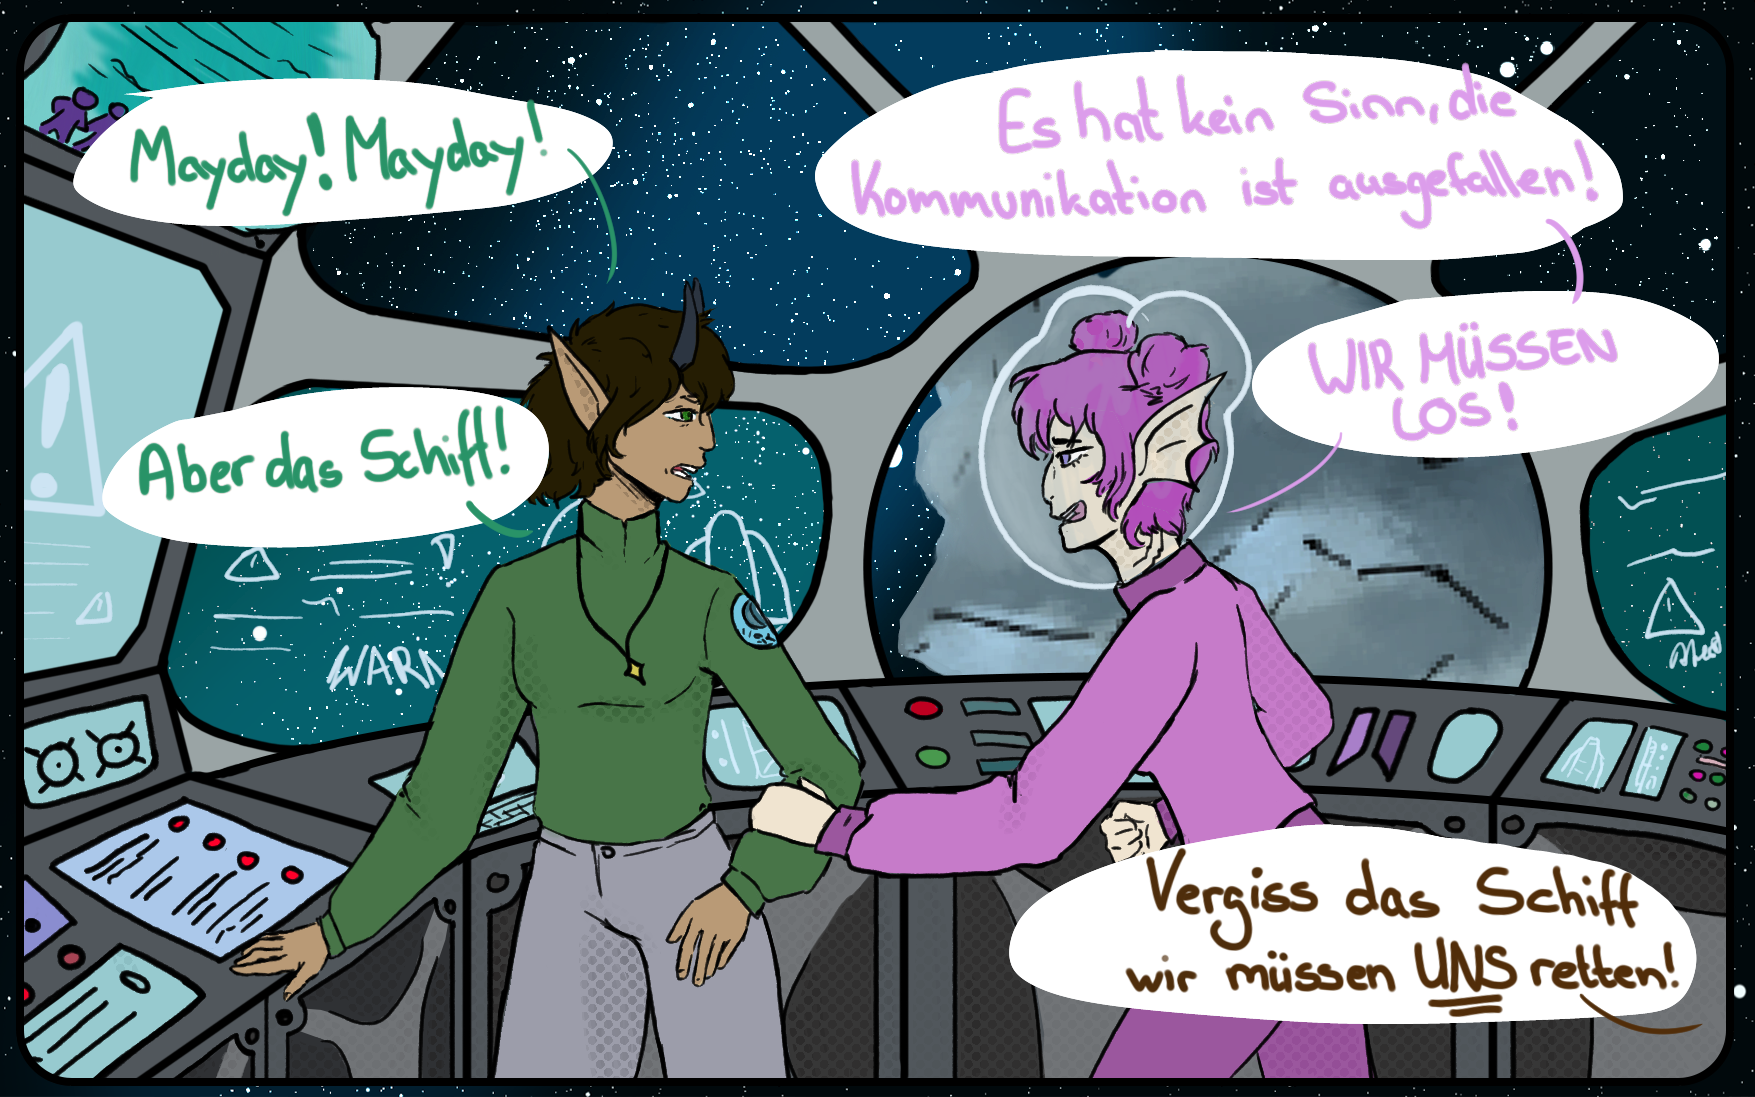 Mayday! Mayday!
Es hat kein Sinn, die
Kommunikation ist ausgefallen!
WIR MÜSSEN
LOS!
Aber das Schiff!
WARN
Vergiss das Schiff
wir müssen UNS retten!